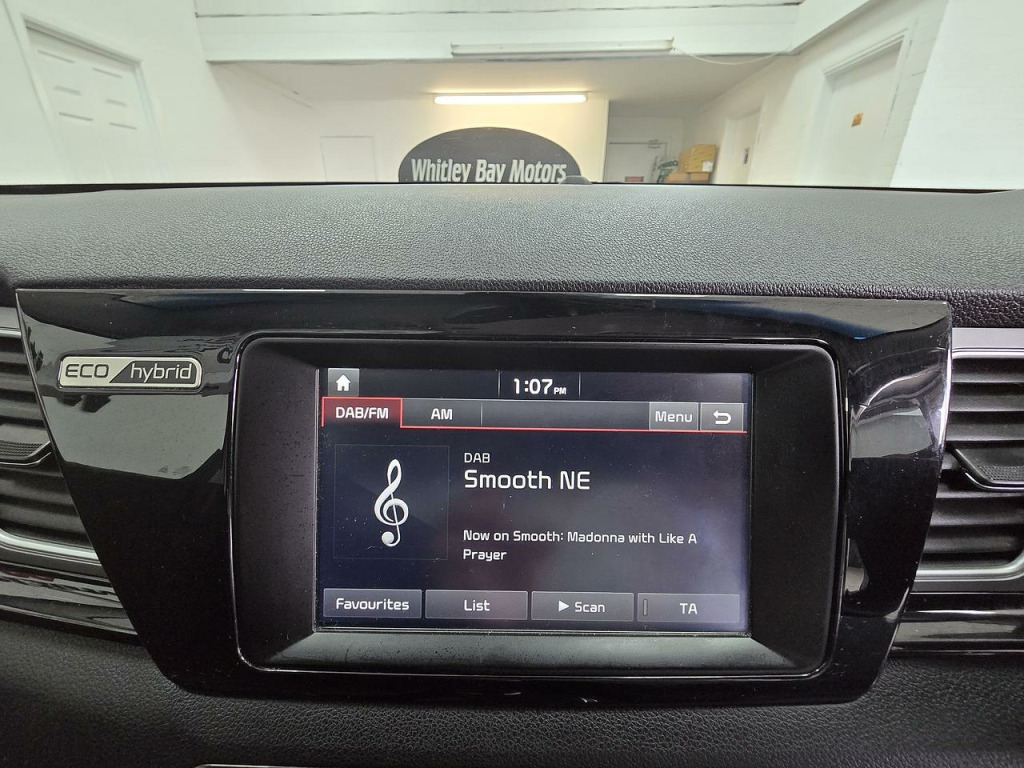 Whitley Bay Motors
ECO hybrid
1:07PM
DAB/FM AM Menu
DAB
Smooth NE
Now on Smooth: Madonna with Like A
Prayer
Favourites List Scan TA